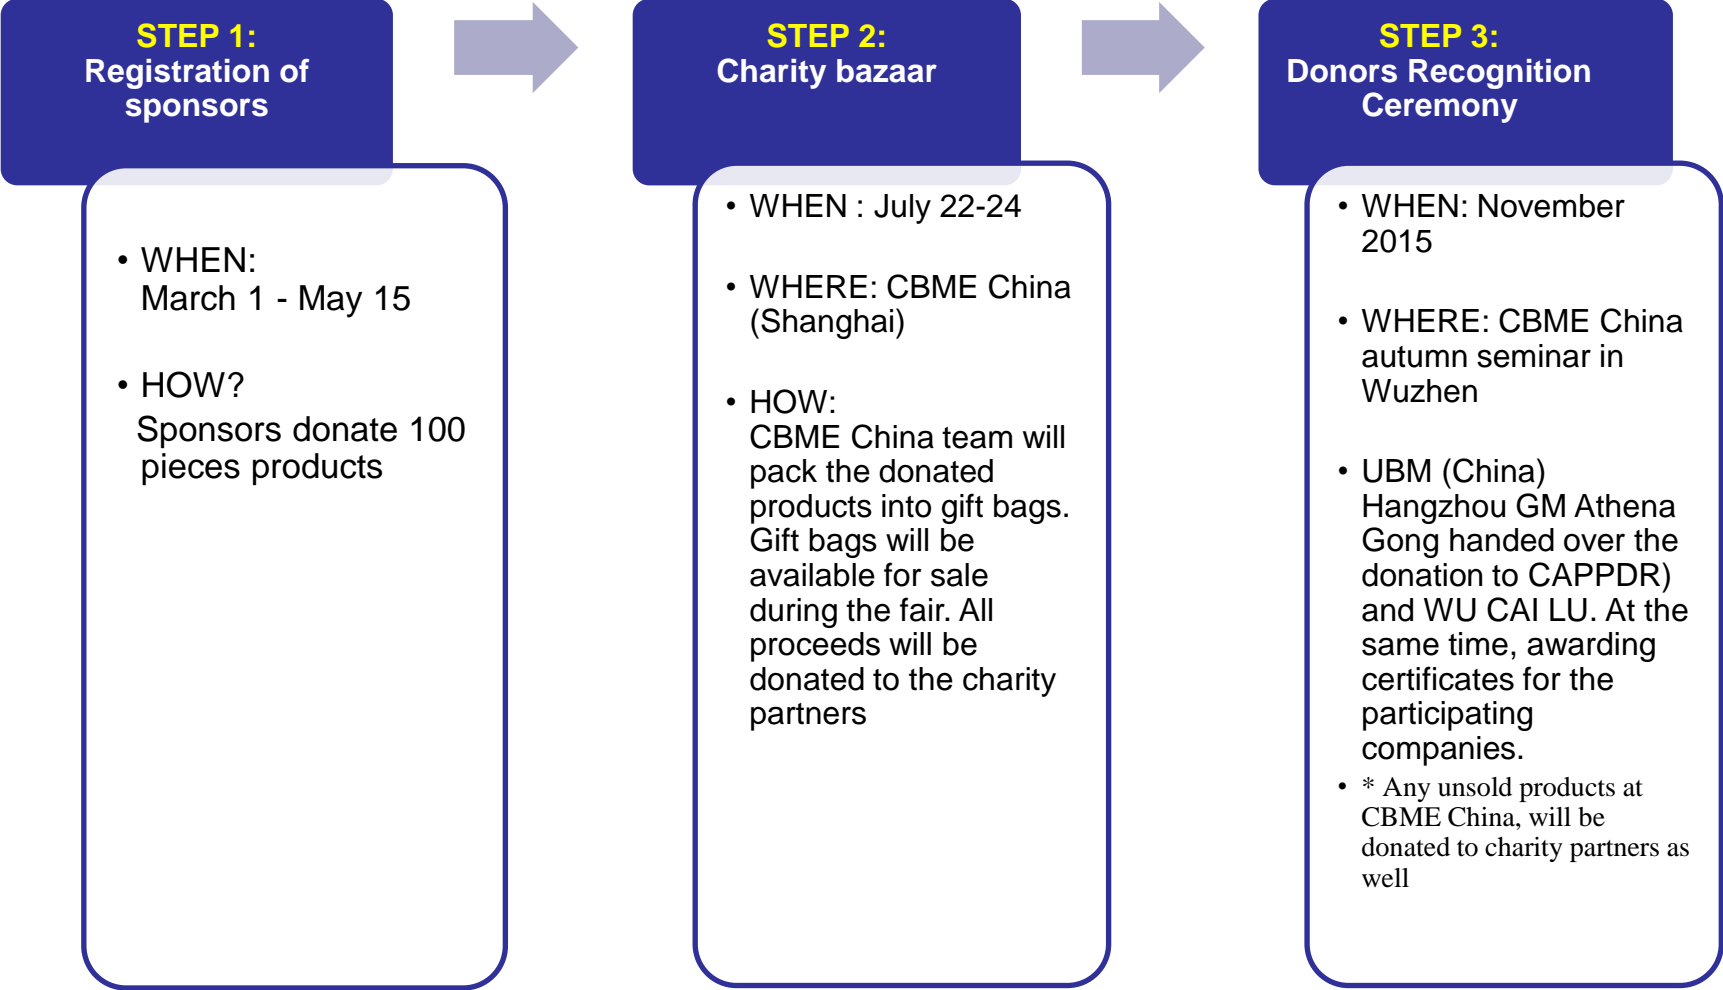 STEP 1:
Registration of
sponsors
• WHEN:
March 1 - May 15
• HOW?
Sponsors donate 100
pieces products
STEP 2:
Charity bazaar
• WHEN : July 22-24
• WHERE: CBME China
(Shanghai)
• HOW:
CBME China team will
pack the donated
products into gift bags.
Gift bags will be
available for sale
during the fair. All
proceeds will be
donated to the charity
partners
STEP 3:
Donors Recognition
Ceremony
• WHEN: November
2015
• WHERE: CBME China
autumn seminar in
Wuzhen
• UBM (China)
Hangzhou GM Athena
Gong handed over the
donation to CAPPDR)
and WU CAI LU. At the
same time, awarding
certificates for the
participating
companies.
• * Any unsold products at
CBME China, will be
donated to charity partners as
well